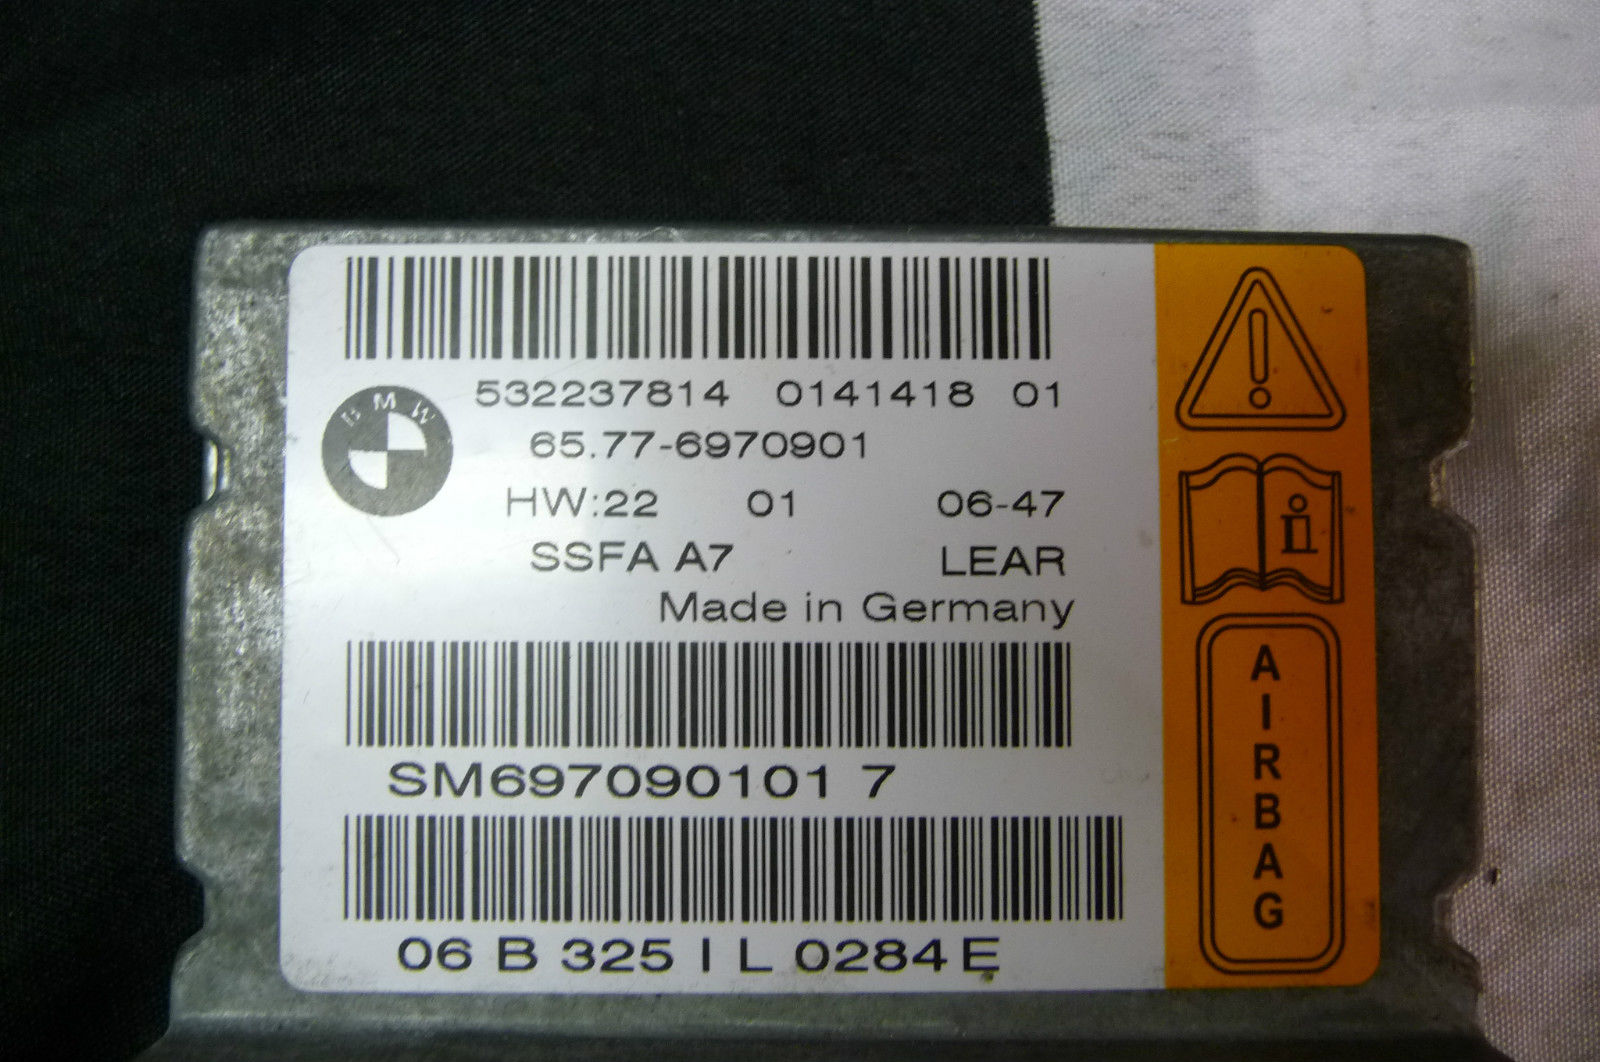 532237814 0141418 01
B M W
65.77-6970901
HW:22 01 06-47
SSFA A7 LEAR
Made in Germany
SM697090101 7
06 B 325 I L 0284 E
i
AIRBAG